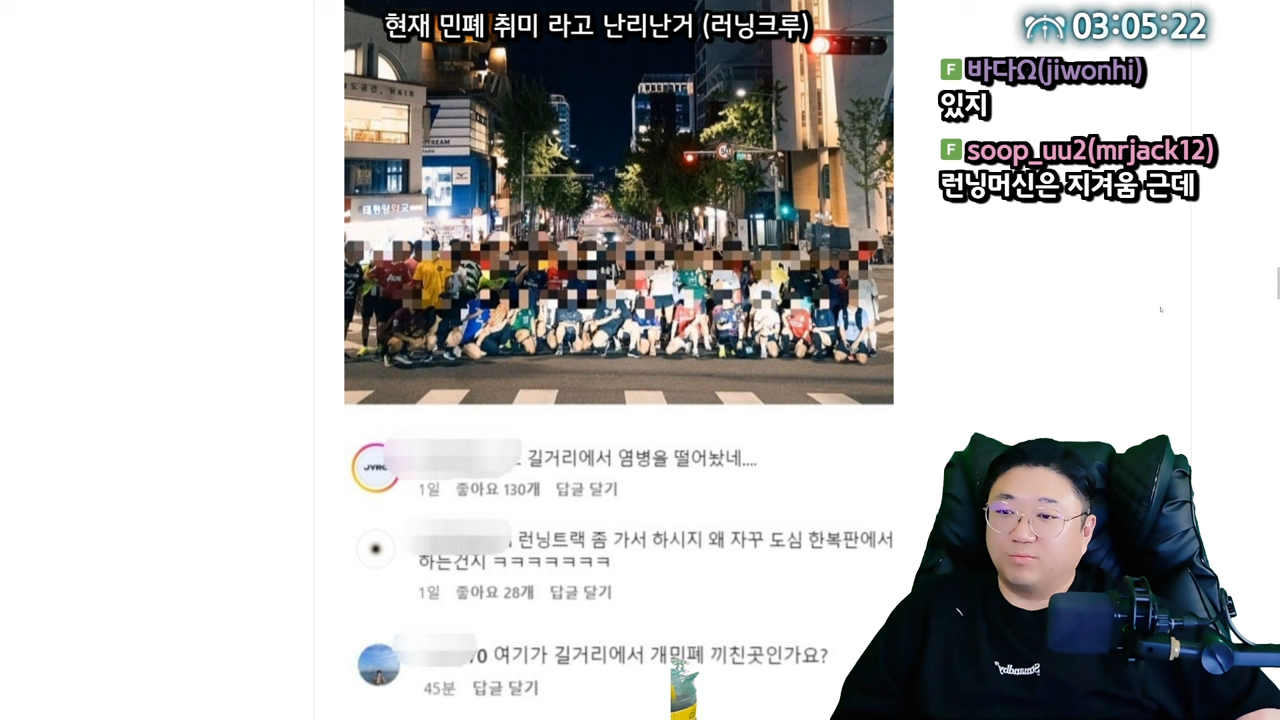 현재 민폐 취미 라고 난리난거 (러닝크루)
03:05:22
F 바다Ω(jiwonhi)
있지
F soop_uu2(mrjack12)
런닝머신은 지겨움 근데
태평양약국
길거리에서 염병을 떨어놨네....
1일 좋아요 130개 답글 달기
런닝트랙 좀 가서 하시지 왜 자꾸 도심 한복판에서
하는건지 ㅋㅋㅋㅋㅋㅋㅋ
1일 좋아요 28개 답글 달기
여기가 길거리에서 개민폐 끼친곳인가요?
45분 답글 달기